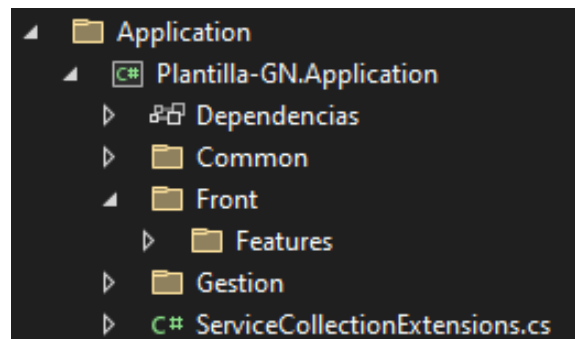 Application
C# Plantilla-GN.Application
Dependencias
Common
Front
Features
Gestion
C# ServiceCollectionExtensions.cs